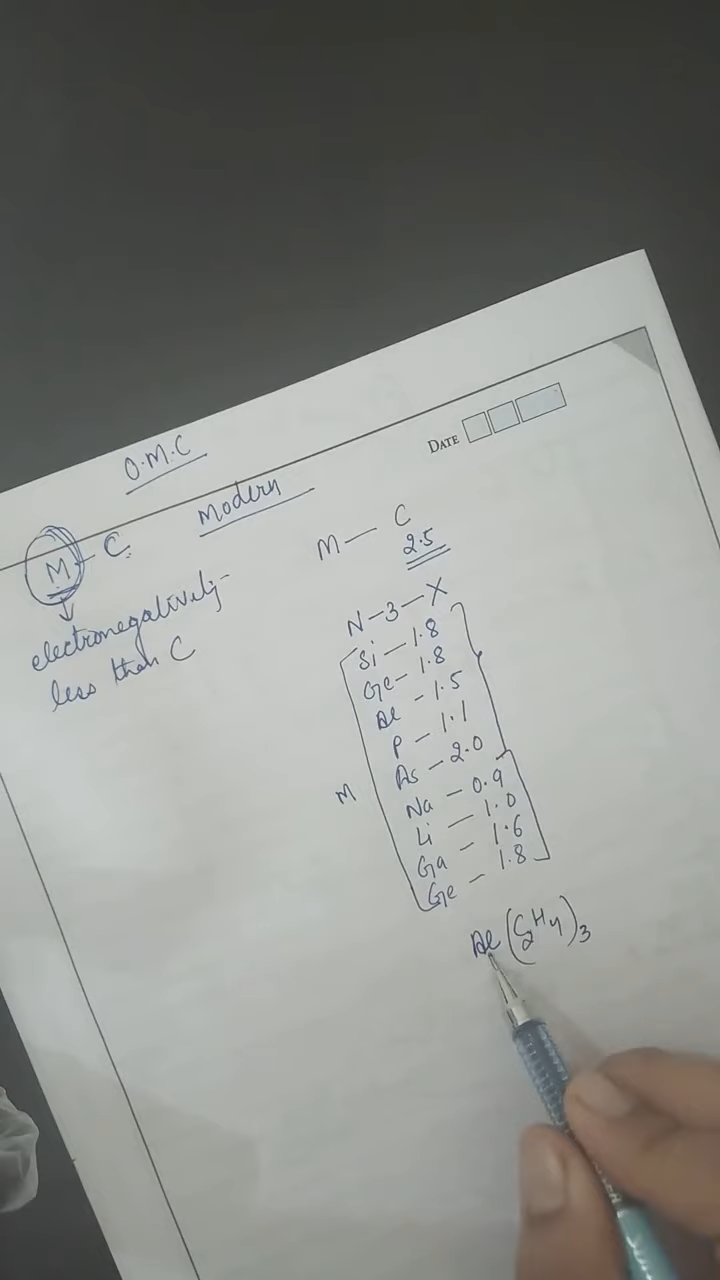 O.M.C
DATE
Modern
M - C
M — C
2.5
electronegativity
less than C
N-3-X
Si - 1.8
Ge - 1.8
Al - 1.5
P - 1.1
As - 2.0
Na - 0.9
Li - 1.0
Ga - 1.6
Ge - 1.8
M
Al(C2H4)3